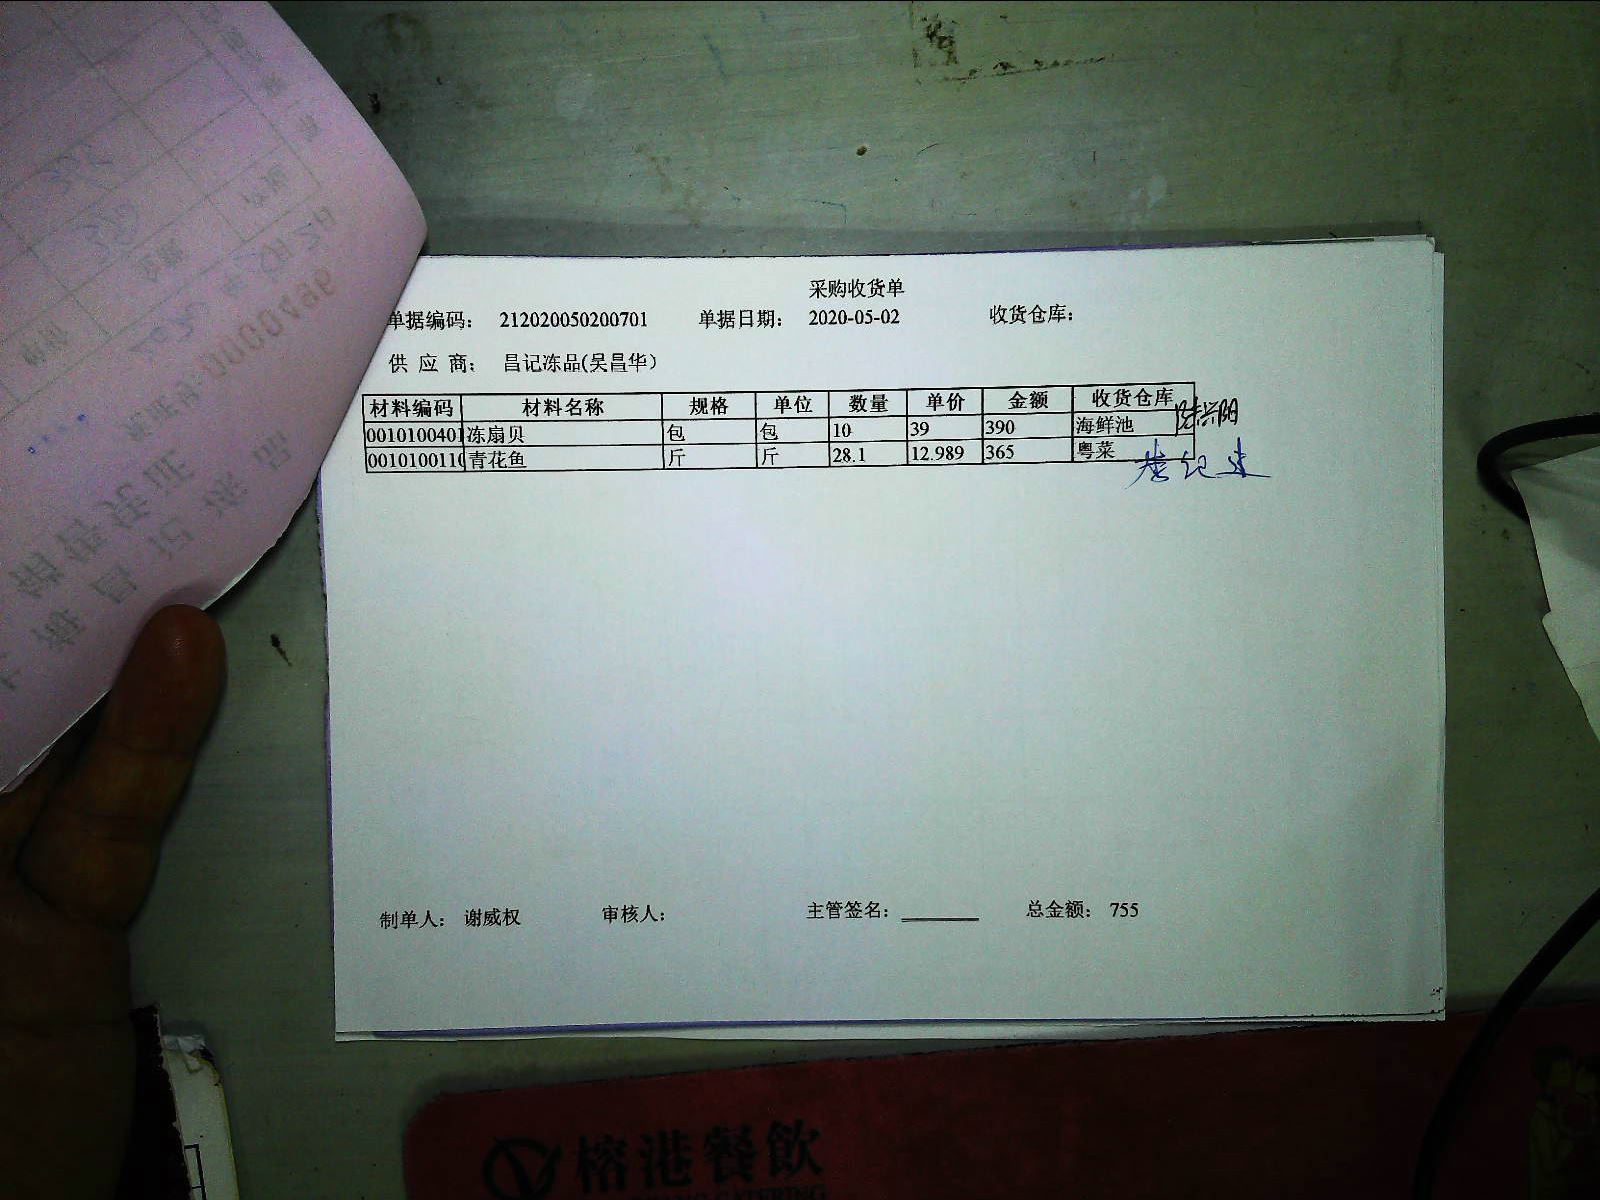 采购收货单
单据编码: 212020050200701 单据日期: 2020-05-02 收货仓库:
供 应 商: 昌记冻品(吴昌华)
材料编码 材料名称 规格 单位 数量 单价 金额 收货仓库
0010100401 冻扇贝 包 包 10 39 390 海鲜池
001010011 青花鱼 斤 斤 28.1 12.989 365 粤菜
制单人: 谢威权 审核人: 主管签名: 总金额: 755
榕港餐飲